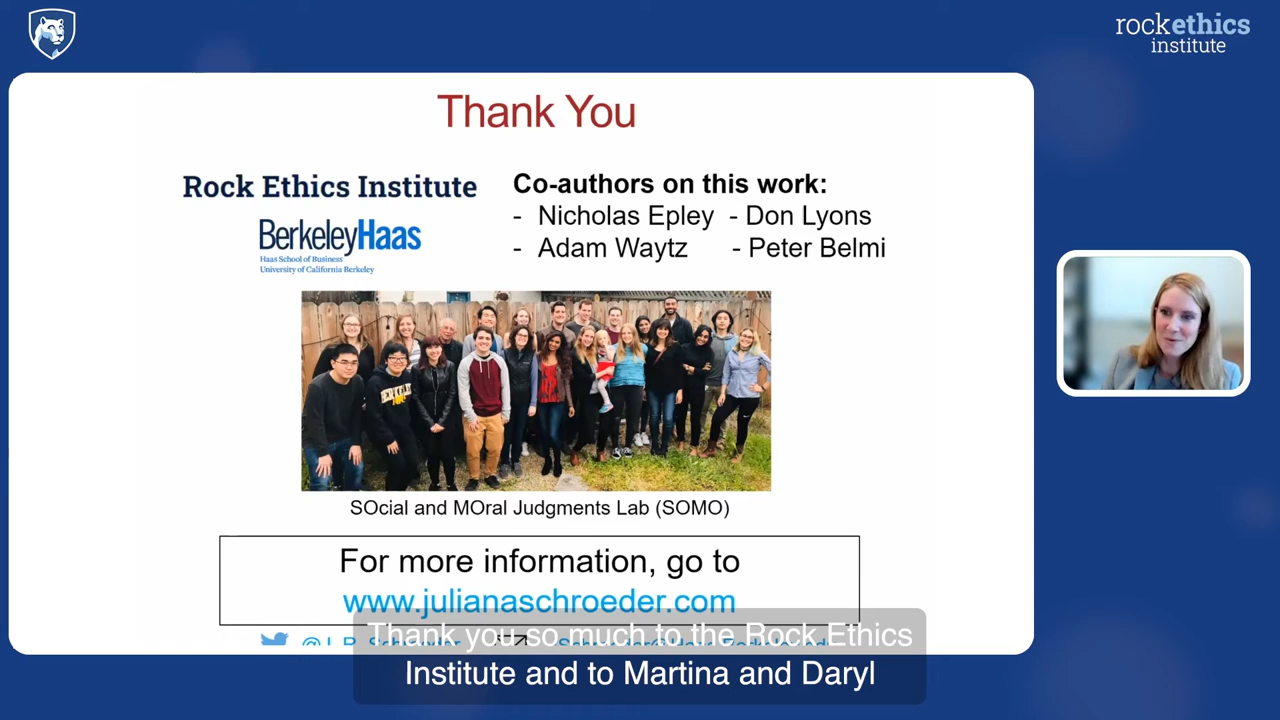 rockethics
institute
Thank You
Rock Ethics Institute
BerkeleyHaas
Haas School of Business
University of California Berkeley
Co-authors on this work:
- Nicholas Epley - Don Lyons
- Adam Waytz - Peter Belmi
BERKELEY
SOcial and MOral Judgments Lab (SOMO)
For more information, go to
www.julianaschroeder.com
Thank you so much to the Rock Ethics
Institute and to Martina and Daryl